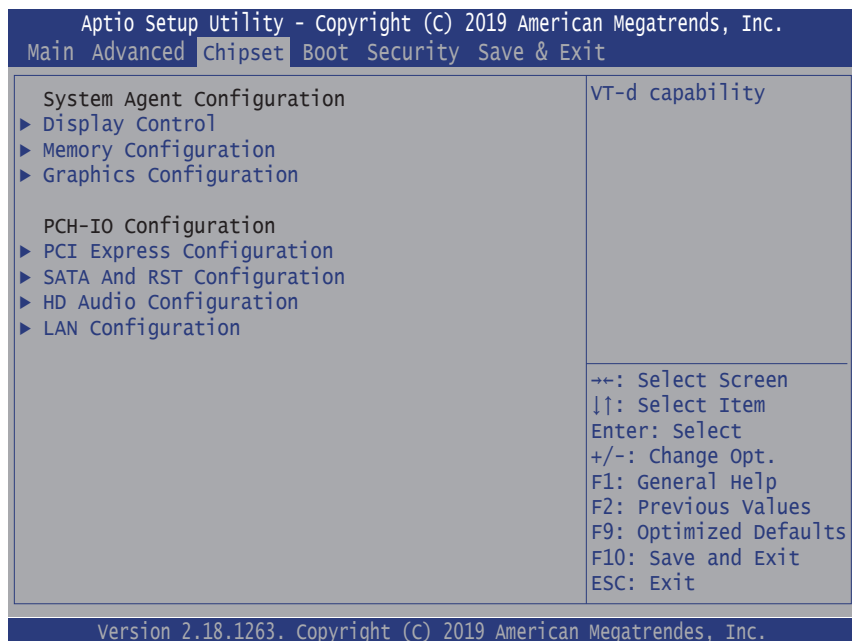 Aptio Setup Utility - Copyright (C) 2019 American Megatrends, Inc.
Main Advanced Chipset Boot Security Save & Exit
System Agent Configuration
▶ Display Control
▶ Memory Configuration
▶ Graphics Configuration
PCH-IO Configuration
▶ PCI Express Configuration
▶ SATA And RST Configuration
▶ HD Audio Configuration
▶ LAN Configuration
VT-d capability
→←: Select Screen
↓↑: Select Item
Enter: Select
+/-: Change Opt.
F1: General Help
F2: Previous Values
F9: Optimized Defaults
F10: Save and Exit
ESC: Exit
Version 2.18.1263. Copyright (C) 2019 American Megatrendes, Inc.